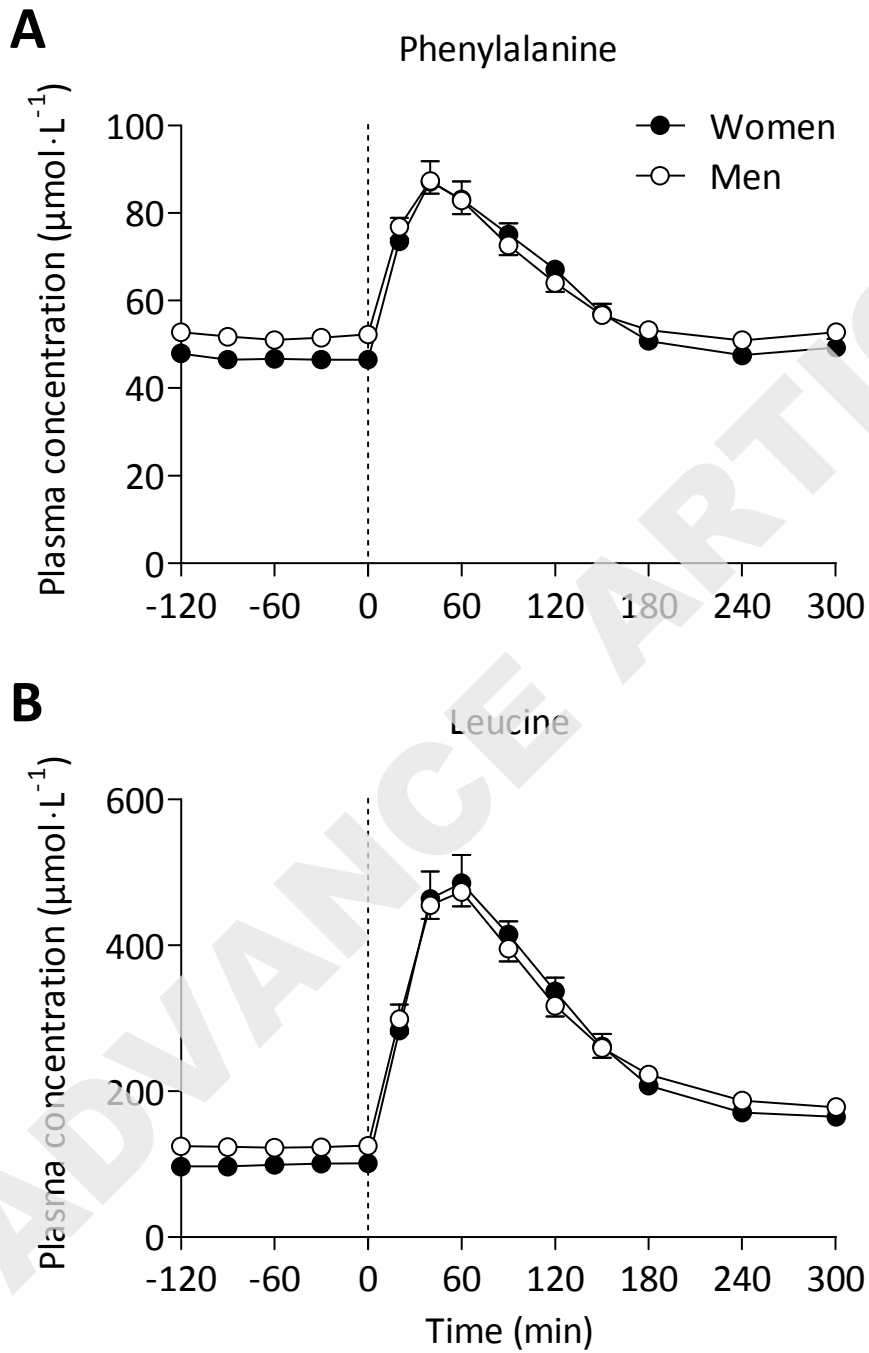 A
Phenylalanine
Plasma concentration (µmol·L⁻¹)
100
80
60
40
20
0
Women
Men
-120 -60 0 60 120 180 240 300
B
Leucine
Plasma concentration (µmol·L⁻¹)
600
400
200
0
-120 -60 0 60 120 180 240 300
Time (min)
ADVANCE ARTIC